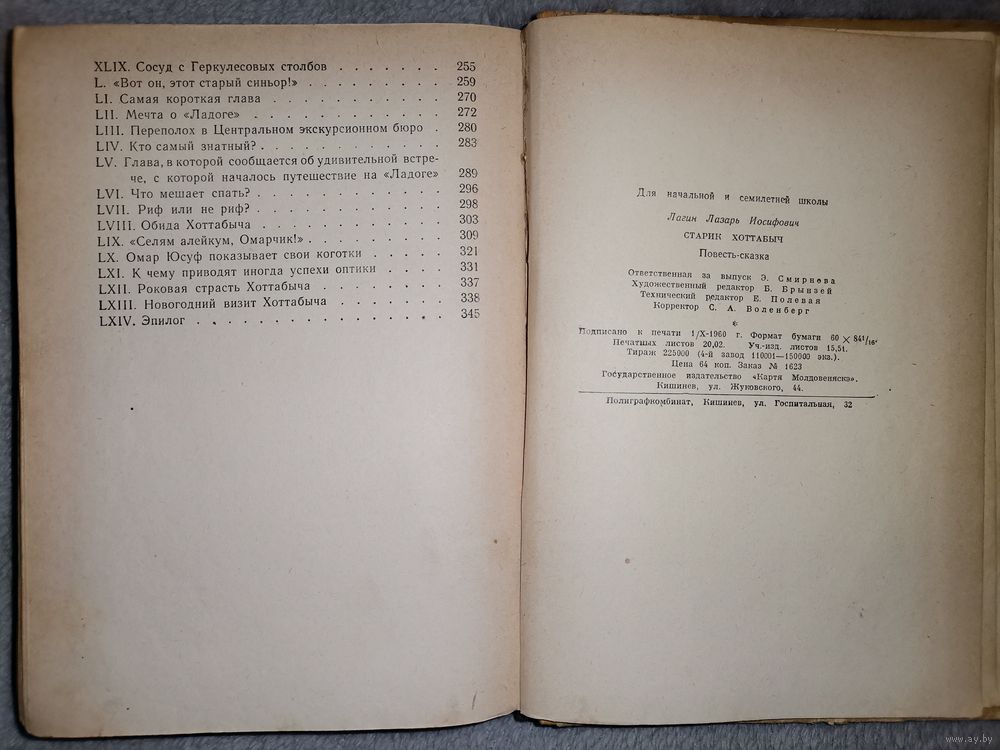 XLIX. Сосуд с Геркулесовых столбов . . . . . . . 255
L. «Вот он, этот старый синьор!» . . . . . . . . . 259
LI. Самая короткая глава . . . . . . . . . . . 270
LII. Мечта о «Ладоге» . . . . . . . . . . . . 272
LIII. Переполох в Центральном экскурсионном бюро . 280
LIV. Кто самый знатный? . . . . . . . . . . . . 283
LV. Глава, в которой сообщается об удивительной встре-
че, с которой началось путешествие на «Ладоге» 289
LVI. Что мешает спать? . . . . . . . . . . . . 296
LVII. Риф или не риф? . . . . . . . . . . . . 298
LVIII. Обида Хоттабыча . . . . . . . . . . . . 303
LIX. «Селям алейкум, Омарчик!» . . . . . . . . . 309
LX. Омар Юсуф показывает свои коготки . . . . . 321
LXI. К чему приводят иногда успехи оптики . . . . 331
LXII. Роковая страсть Хоттабыча . . . . . . . . 337
LXIII. Новогодний визит Хоттабыча . . . . . . . 338
LXIV. Эпилог . . . . . . . . . . . . . . . 345
Для начальной и семилетней школы
Лагин Лазарь Иосифович
СТАРИК ХОТТАБЫЧ
Повесть-сказка
Ответственная за выпуск Э. Смирнова
Художественный редактор Б. Брынзей
Технический редактор Е. Полевая
Корректор С. А. Воленберг
*
Подписано к печати 1/X-1960 г. Формат бумаги 60 × 84 1/16.
Печатных листов 20,02. Уч.-изд. листов 15,51.
Тираж 225000 (4-й завод 110001—150000 экз.).
Цена 64 коп. Заказ № 1623
Государственное издательство «Картя Молдовеняскэ».
Кишинев, ул. Жуковского, 44.
Полиграфкомбинат, Кишинев, ул. Госпитальная, 32
www.ay.by